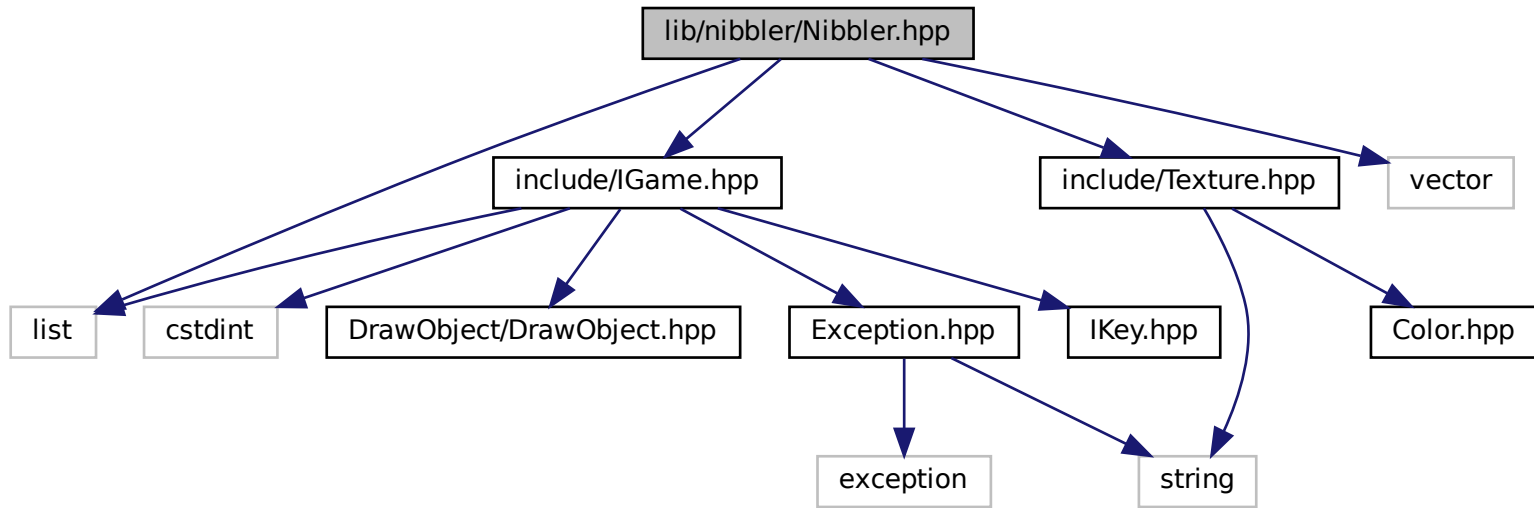 lib/nibbler/Nibbler.hpp
include/IGame.hpp
include/Texture.hpp
vector
list
cstdint
DrawObject/DrawObject.hpp
Exception.hpp
IKey.hpp
Color.hpp
exception
string